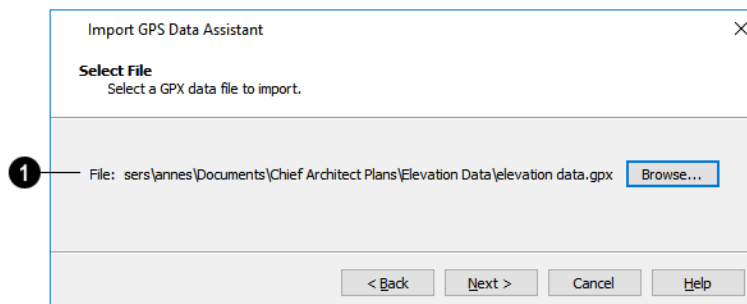 Import GPS Data Assistant
Select File
Select a GPX data file to import.
1
File: sers\annes\Documents\Chief Architect Plans\Elevation Data\elevation data.gpx Browse...
< Back Next > Cancel Help